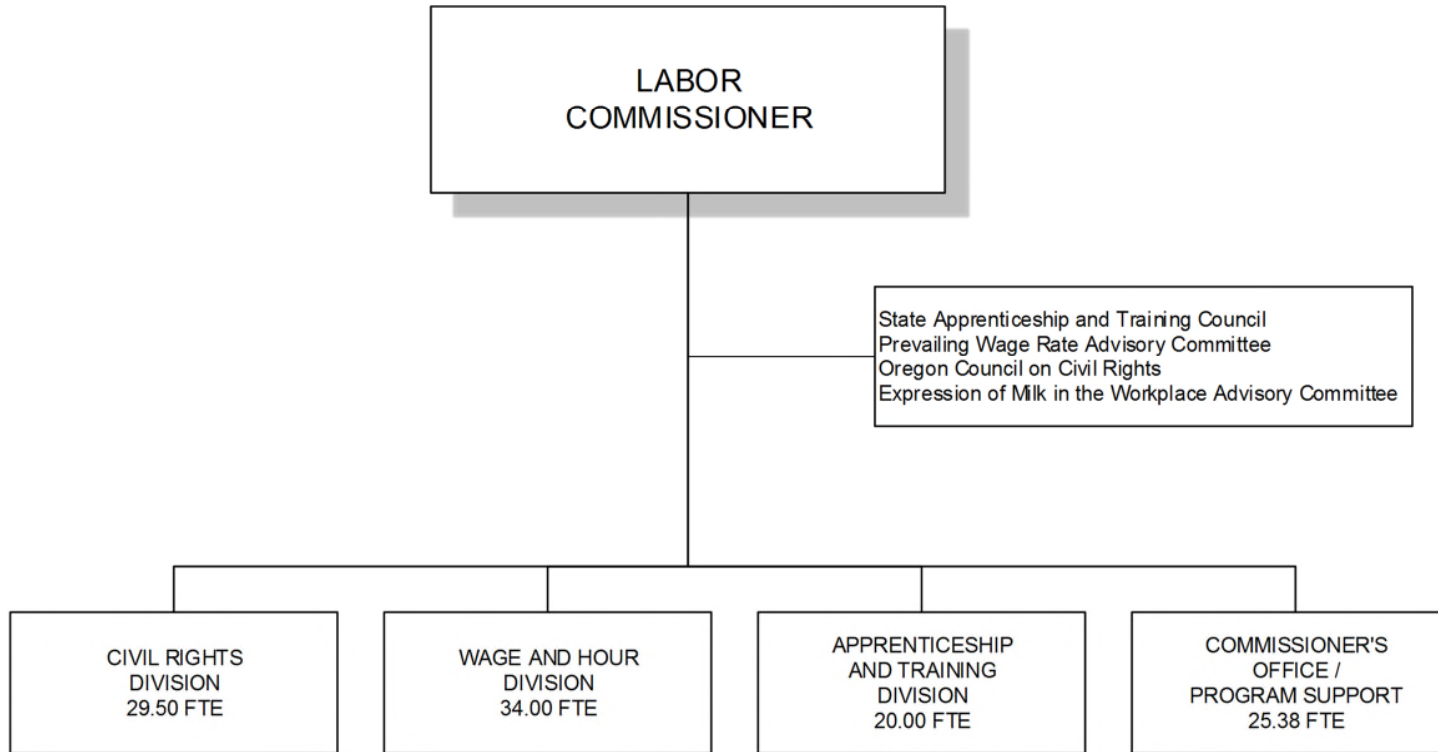 LABOR
COMMISSIONER
State Apprenticeship and Training Council
Prevailing Wage Rate Advisory Committee
Oregon Council on Civil Rights
Expression of Milk in the Workplace Advisory Committee
CIVIL RIGHTS
DIVISION
29.50 FTE
WAGE AND HOUR
DIVISION
34.00 FTE
APPRENTICESHIP
AND TRAINING
DIVISION
20.00 FTE
COMMISSIONER'S
OFFICE /
PROGRAM SUPPORT
25.38 FTE